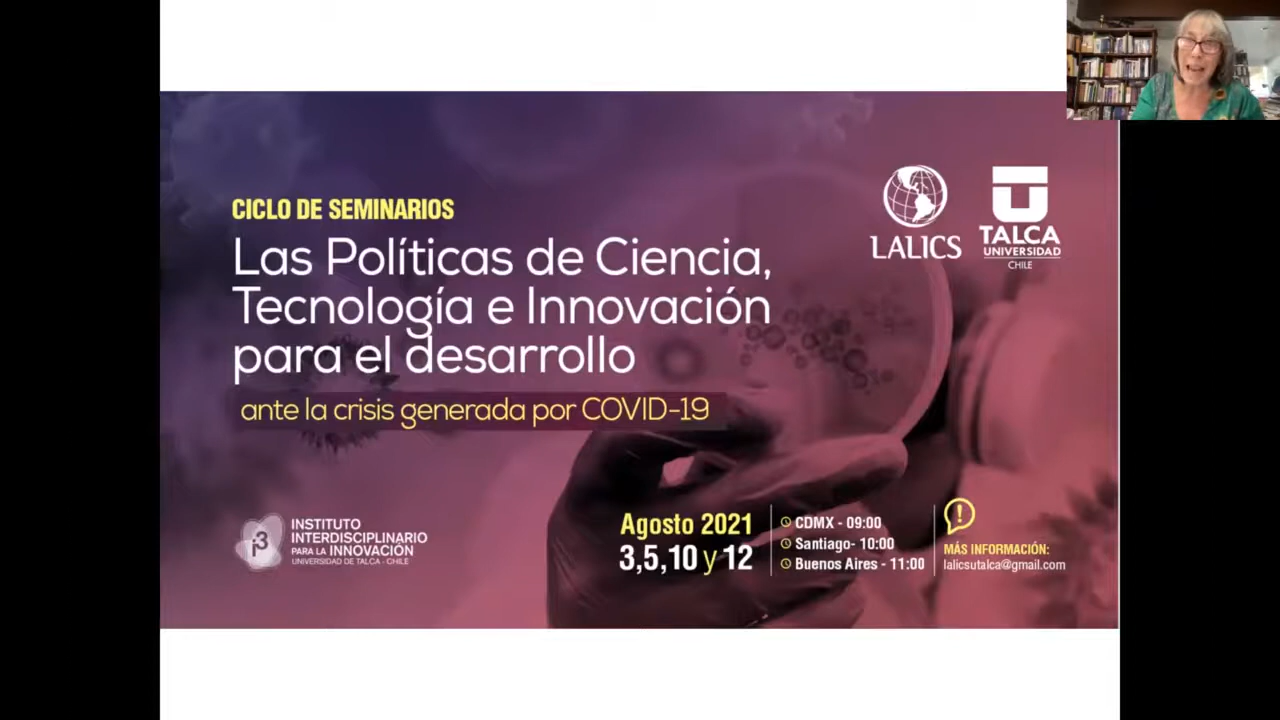 CICLO DE SEMINARIOS
Las Políticas de Ciencia,
Tecnología e Innovación
para el desarrollo
ante la crisis generada por COVID-19
LALICS
TALCA
UNIVERSIDAD
CHILE
i3
INSTITUTO
INTERDISCIPLINARIO
PARA LA INNOVACIÓN
UNIVERSIDAD DE TALCA - CHILE
Agosto 2021
3,5,10 y 12
CDMX - 09:00
Santiago- 10:00
Buenos Aires - 11:00
MÁS INFORMACIÓN:
lalicsutalca@gmail.com